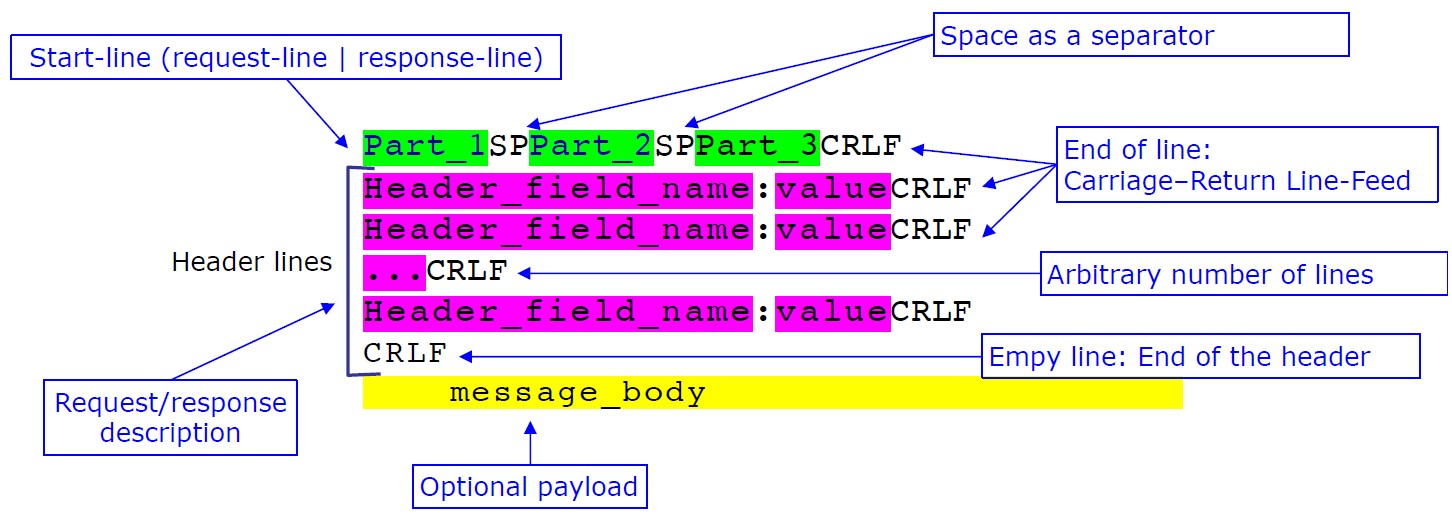 Space as a separator
Start-line (request-line | response-line)
Part_1SPPart_2SPPart_3CRLF
End of line:
Carriage–Return Line-Feed
Header_field_name:valueCRLF
Header_field_name:valueCRLF
Header lines
...CRLF
Arbitrary number of lines
Header_field_name:valueCRLF
CRLF
Empy line: End of the header
message_body
Request/response
description
Optional payload